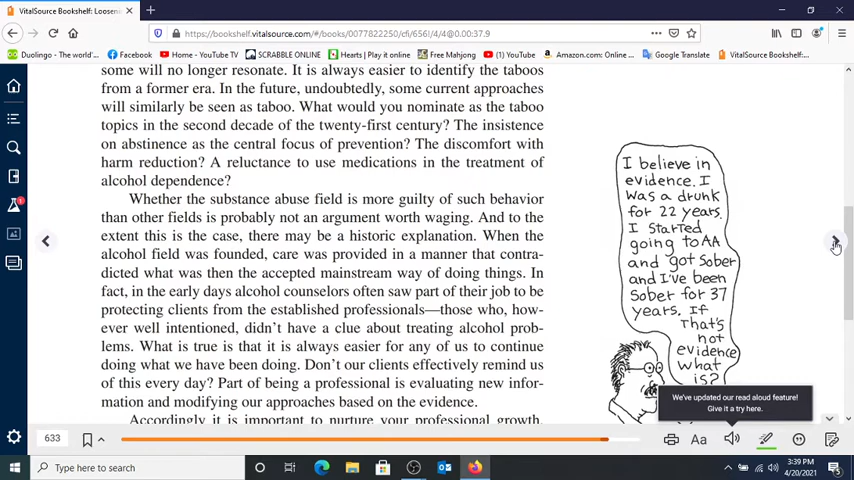 VitalSource Bookshelf: Loosene
https://bookshelf.vitalsource.com/#/books/0077822250/cfi/656!/4/4@0.00:37.9
Duolingo - The world'...
Facebook
Home - YouTube TV
SCRABBLE ONLINE
Hearts | Play it online
Free Mahjong
(1) YouTube
Amazon.com: Online ...
Google Translate
VitalSource Bookshelf:...
some will no longer resonate. It is always easier to identify the taboos
from a former era. In the future, undoubtedly, some current approaches
will similarly be seen as taboo. What would you nominate as the taboo
topics in the second decade of the twenty-first century? The insistence
on abstinence as the central focus of prevention? The discomfort with
harm reduction? A reluctance to use medications in the treatment of
alcohol dependence?
Whether the substance abuse field is more guilty of such behavior
than other fields is probably not an argument worth waging. And to the
extent this is the case, there may be a historic explanation. When the
alcohol field was founded, care was provided in a manner that contra-
dicted what was then the accepted mainstream way of doing things. In
fact, in the early days alcohol counselors often saw part of their job to be
protecting clients from the established professionals—those who, how-
ever well intentioned, didn't have a clue about treating alcohol prob-
lems. What is true is that it is always easier for any of us to continue
doing what we have been doing. Don't our clients effectively remind us
of this every day? Part of being a professional is evaluating new infor-
mation and modifying our approaches based on the evidence.
Accordingly it is important to nurture your professional growth.
I believe in
evidence. I
was a drunk
for 22 years.
I started
going to AA
and got sober
and I've been
sober for 37
years. If
That's
not
evidence
what
is?
We've updated our read aloud feature!
Give it a try here.
633
Aa
Type here to search
3:39 PM
4/20/2021
5